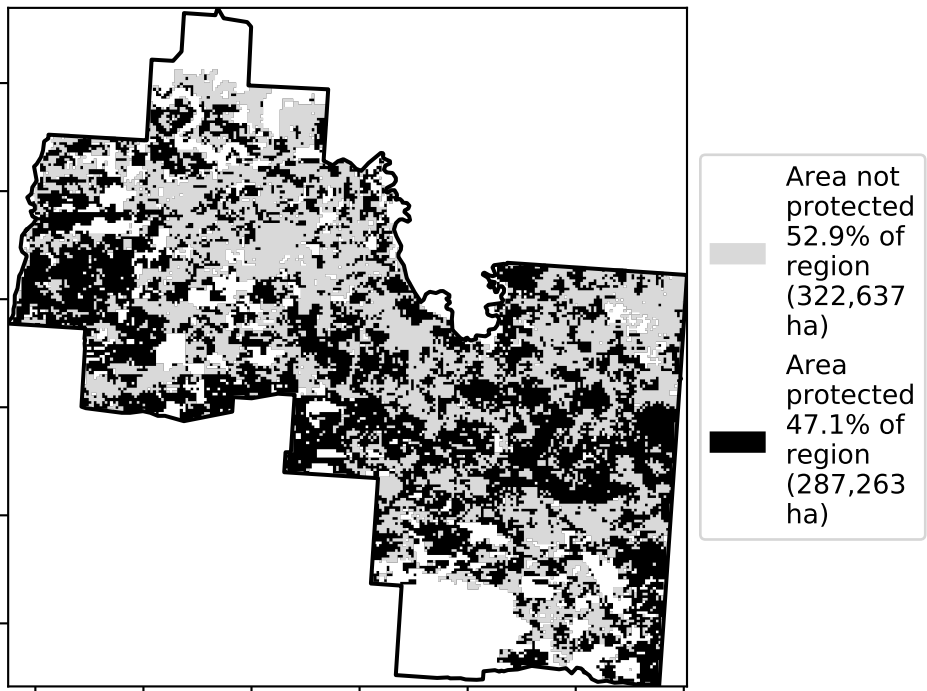 Area not
protected
52.9% of
region
(322,637
ha)
Area
protected
47.1% of
region
(287,263
ha)